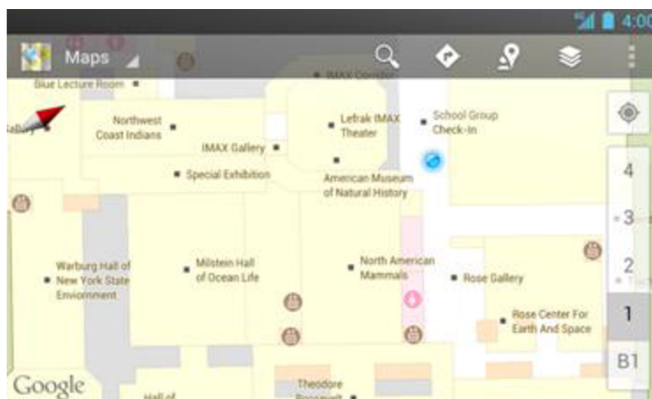 4G 4:00
Maps
IMAX Corridor
Blue Lecture Room
Gallery
Northwest
Coast Indians
Lefrak IMAX
Theater
School Group
Check-In
IMAX Gallery
Special Exhibition
American Museum
of Natural History
4
3
2
1
B1
Warburg Hall of
New York State
Enviornment
Milstein Hall
of Ocean Life
North American
Mammals
Rose Gallery
Rose Center For
Earth And Space
Google
Hall of
Theodore
Roosevelt